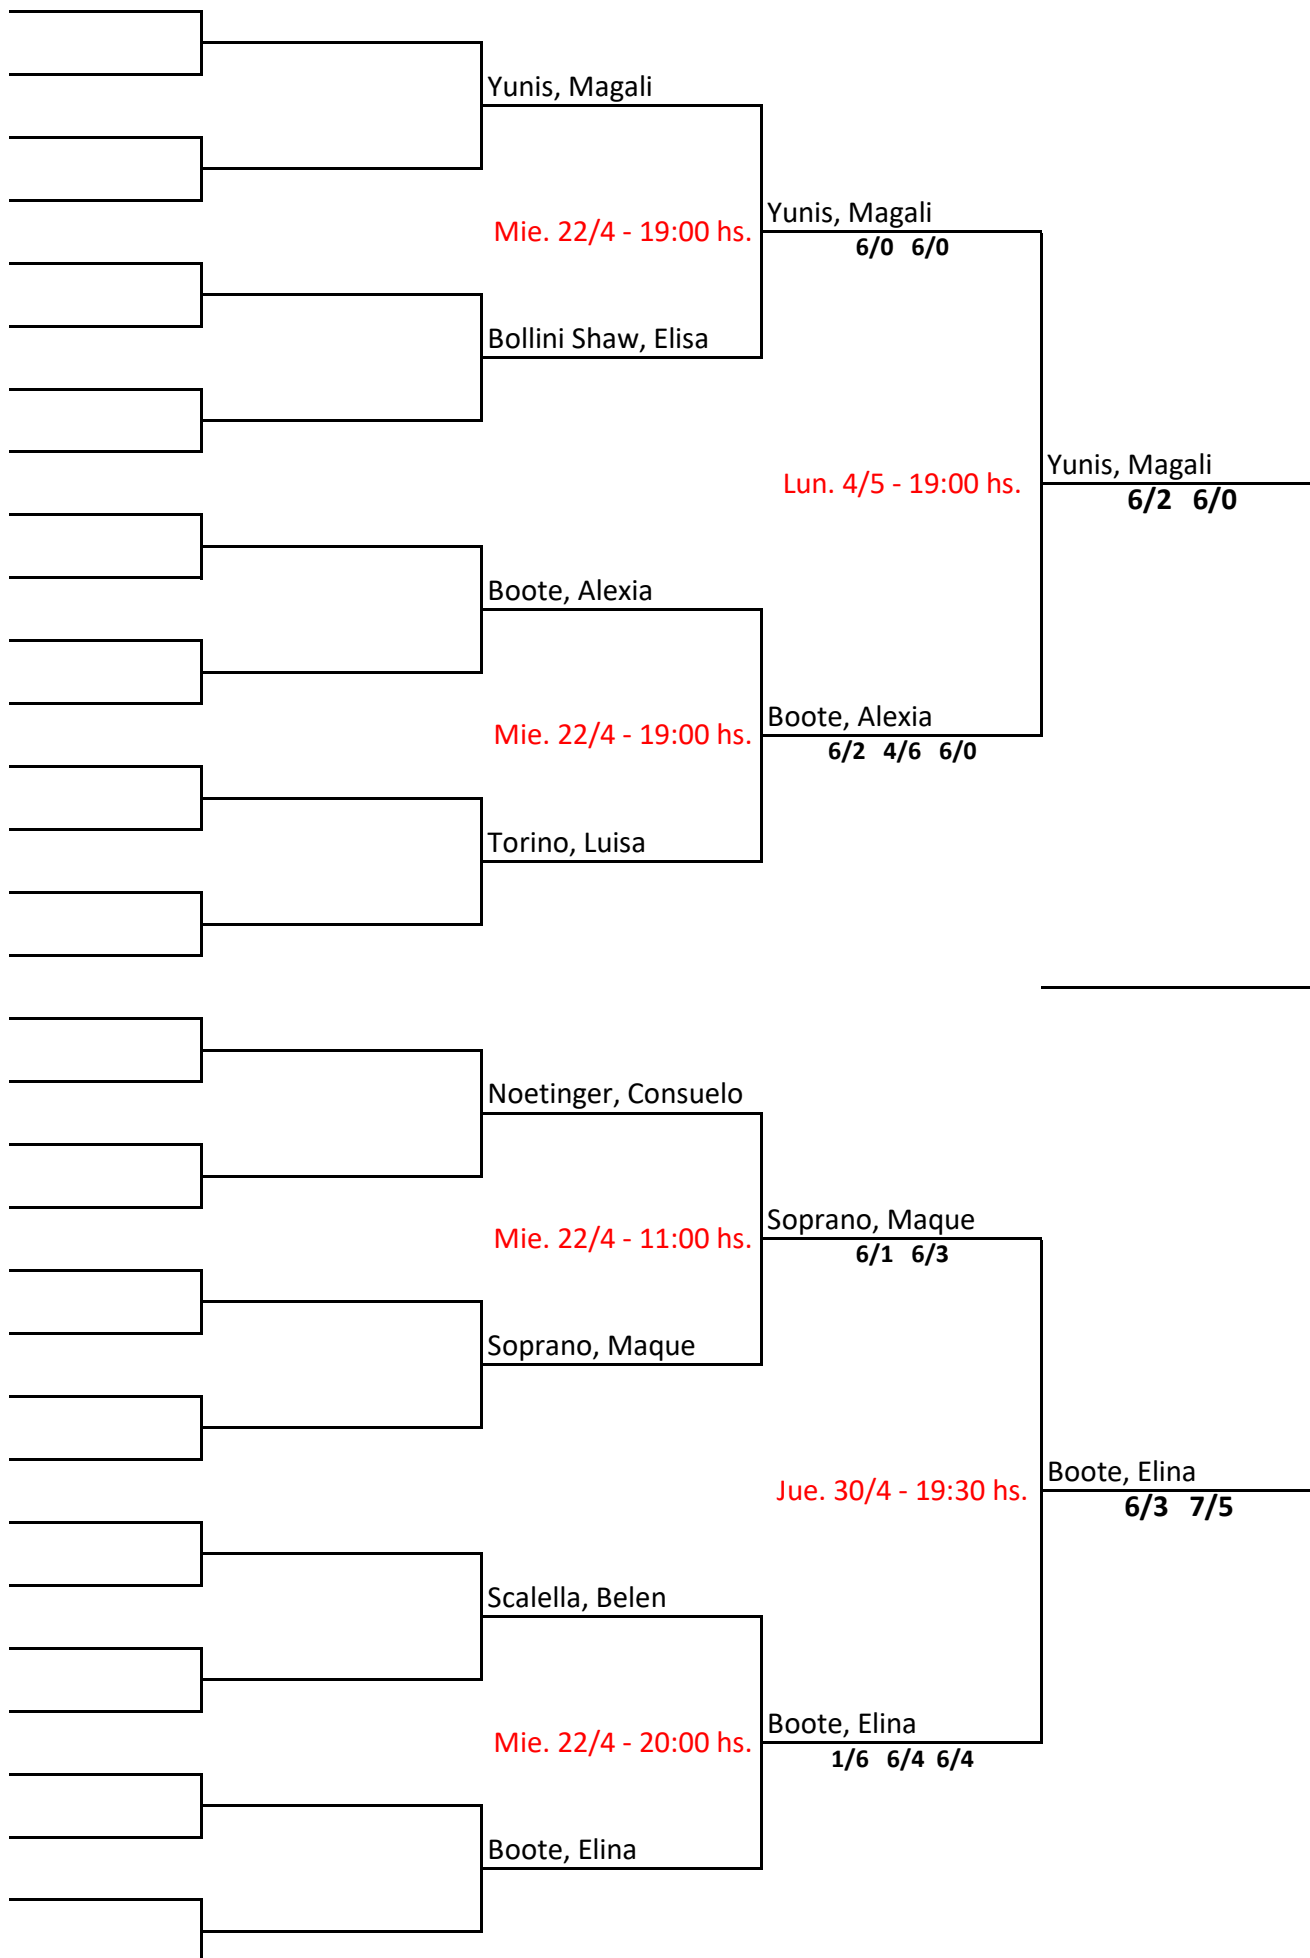 Yunis, Magali
Mie. 22/4 - 19:00 hs.
Yunis, Magali
6/0 6/0
Bollini Shaw, Elisa
Lun. 4/5 - 19:00 hs.
Yunis, Magali
6/2 6/0
Boote, Alexia
Mie. 22/4 - 19:00 hs.
Boote, Alexia
6/2 4/6 6/0
Torino, Luisa
Noetinger, Consuelo
Mie. 22/4 - 11:00 hs.
Soprano, Maque
6/1 6/3
Soprano, Maque
Jue. 30/4 - 19:30 hs.
Boote, Elina
6/3 7/5
Scalella, Belen
Mie. 22/4 - 20:00 hs.
Boote, Elina
1/6 6/4 6/4
Boote, Elina